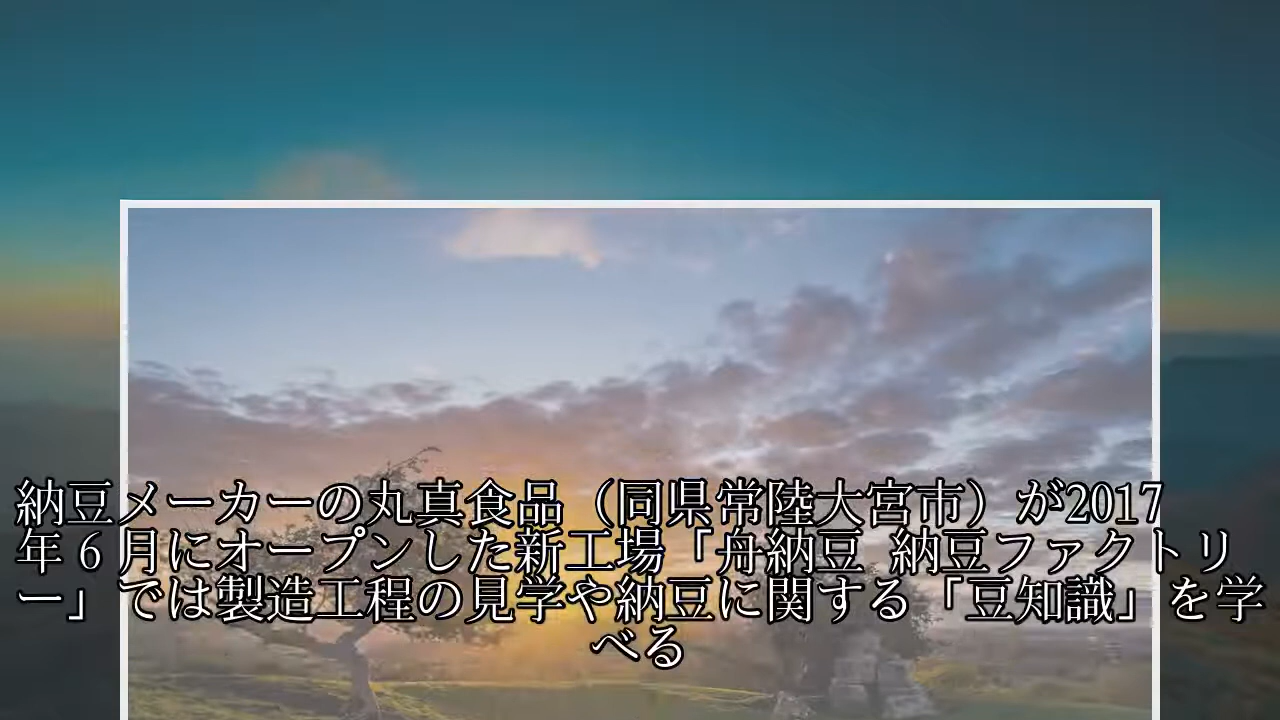 納豆メーカーの丸真食品（同県常陸大宮市）が2017
年６月にオープンした新工場「舟納豆 納豆ファクトリ
ー」では製造工程の見学や納豆に関する「豆知識」を学
べる